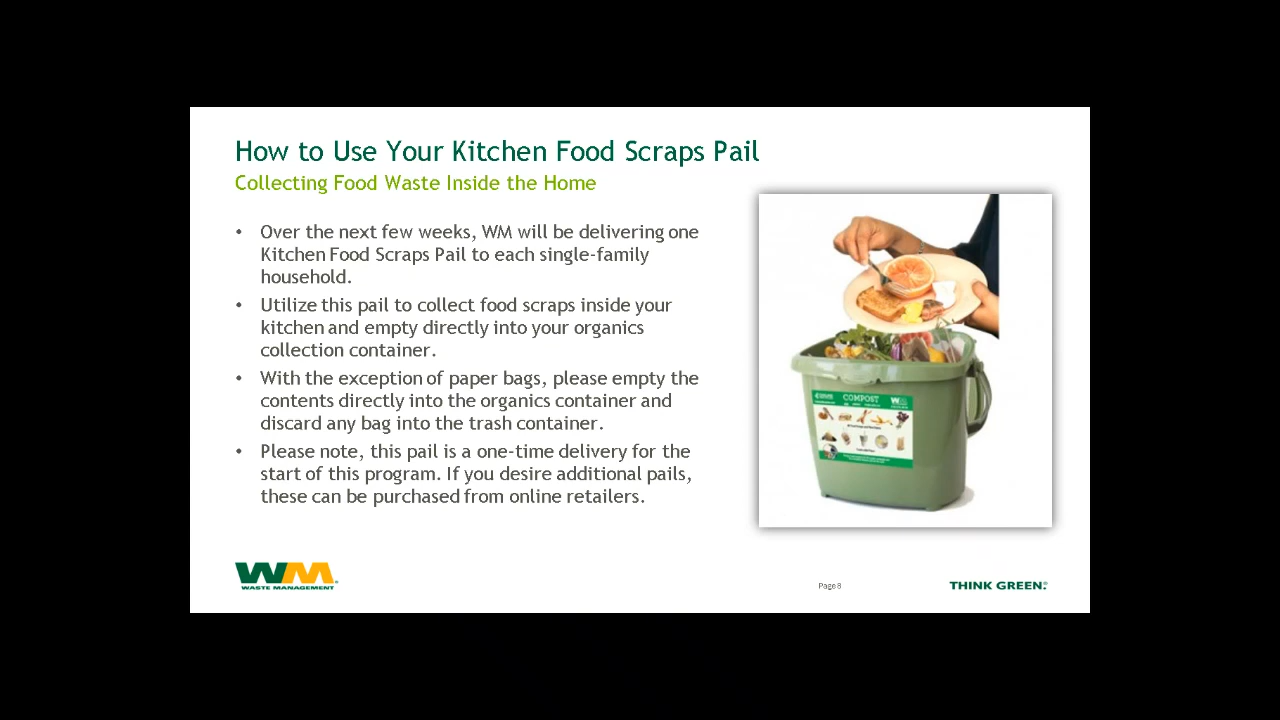 How to Use Your Kitchen Food Scraps Pail
Collecting Food Waste Inside the Home
• Over the next few weeks, WM will be delivering one
Kitchen Food Scraps Pail to each single-family
household.
• Utilize this pail to collect food scraps inside your
kitchen and empty directly into your organics
collection container.
• With the exception of paper bags, please empty the
contents directly into the organics container and
discard any bag into the trash container.
• Please note, this pail is a one-time delivery for the
start of this program. If you desire additional pails,
these can be purchased from online retailers.
COMPOST
WM
WM
WASTE MANAGEMENT
Page 8
THINK GREEN.®